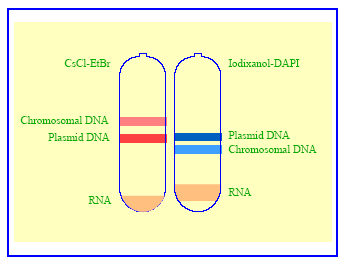 CsCl-EtBr
Iodixanol-DAPI
Chromosomal DNA
Plasmid DNA
RNA
Plasmid DNA
Chromosomal DNA
RNA